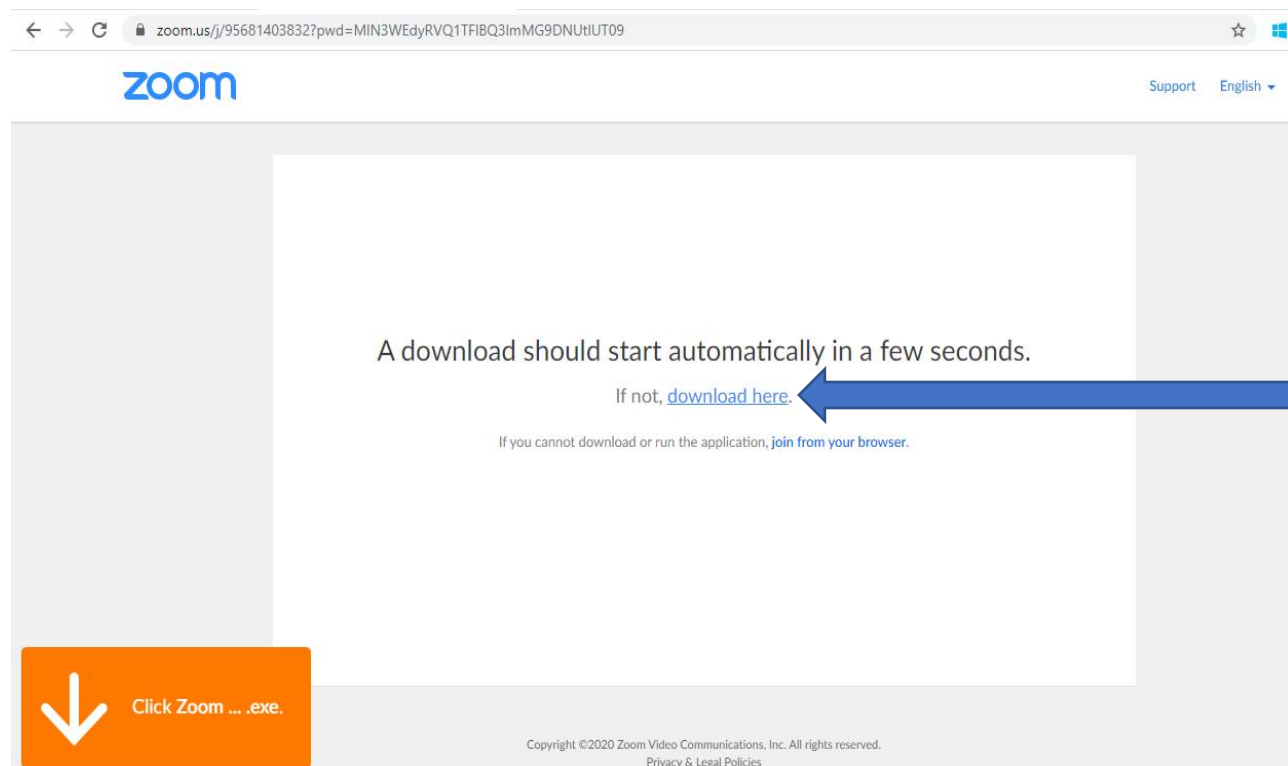 zoom.us/j/95681403832?pwd=MlN3WEdyRVQ1TFlBQ3lmMG9DNUtlUT09
zoom
Support English
A download should start automatically in a few seconds.
If not, download here.
If you cannot download or run the application, join from your browser.
Click Zoom ... .exe.
Copyright ©2020 Zoom Video Communications, Inc. All rights reserved.
Privacy & Legal Policies